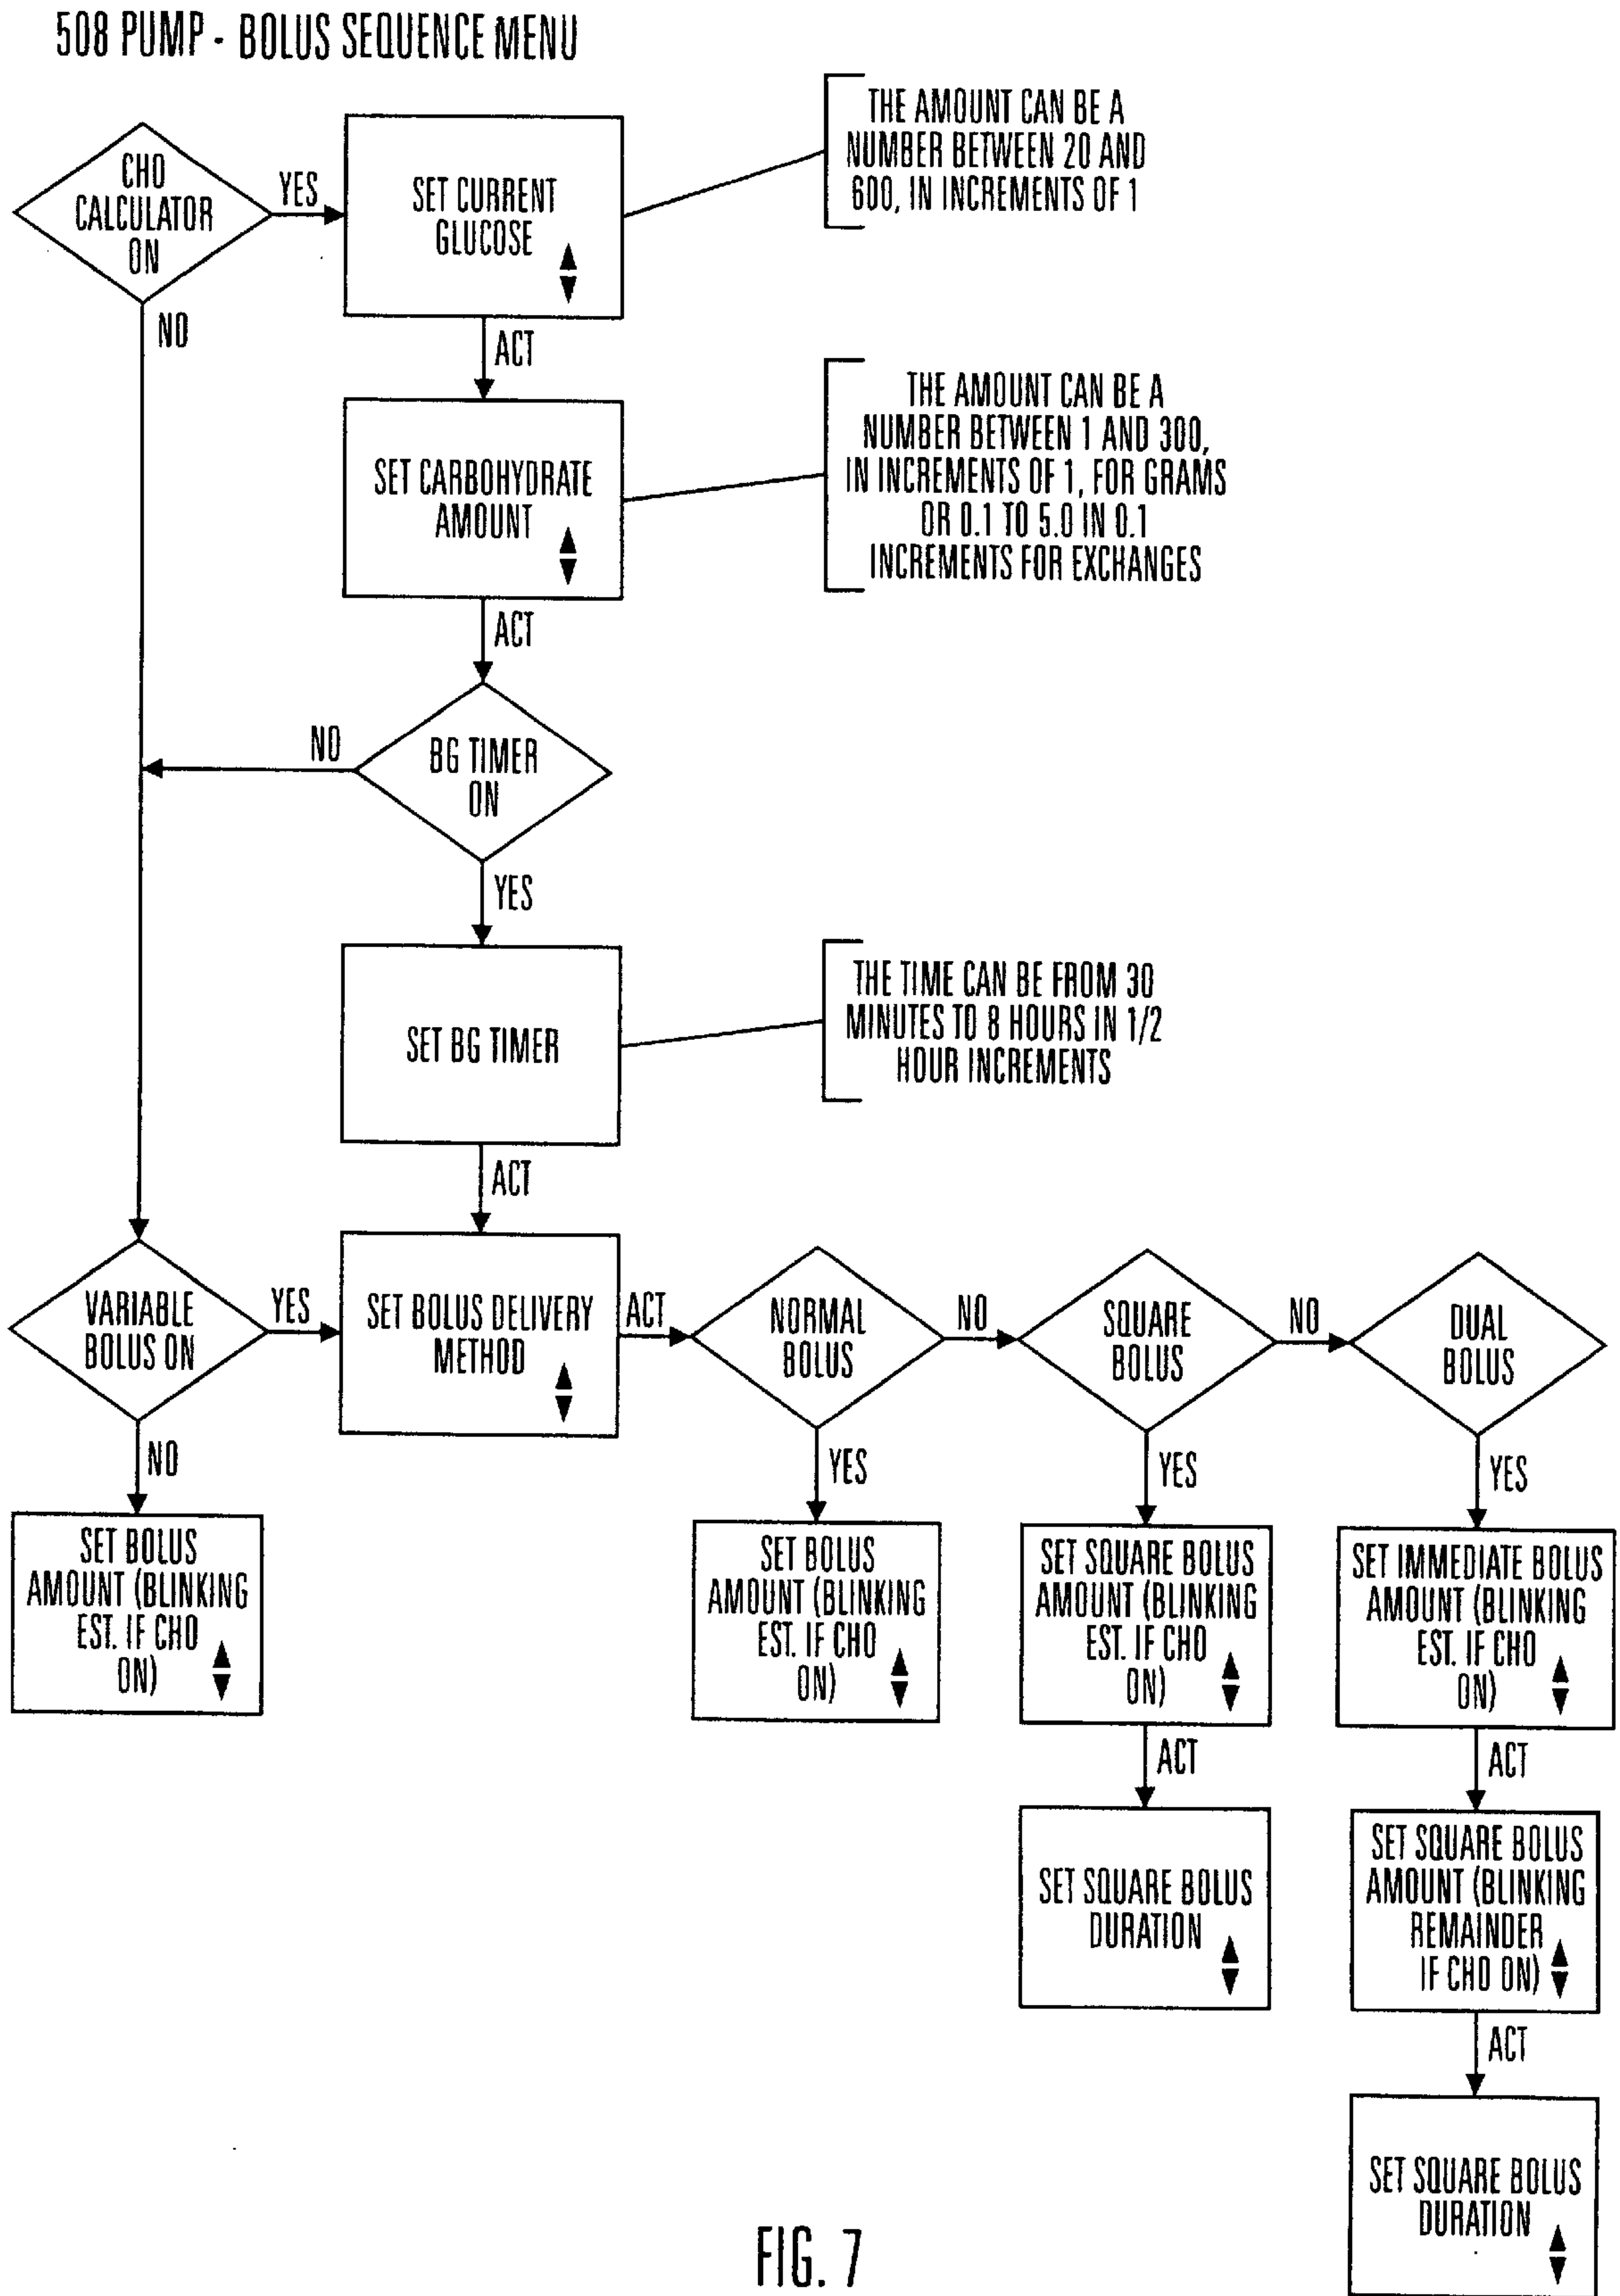 508 PUMP - BOLUS SEQUENCE MENU
CHO
CALCULATOR
ON
YES
NO
SET CURRENT
GLUCOSE
THE AMOUNT CAN BE A
NUMBER BETWEEN 20 AND
600, IN INCREMENTS OF 1
ACT
SET CARBOHYDRATE
AMOUNT
THE AMOUNT CAN BE A
NUMBER BETWEEN 1 AND 300,
IN INCREMENTS OF 1, FOR GRAMS
OR 0.1 TO 5.0 IN 0.1
INCREMENTS FOR EXCHANGES
ACT
NO
BG TIMER
ON
YES
SET BG TIMER
THE TIME CAN BE FROM 30
MINUTES TO 8 HOURS IN 1/2
HOUR INCREMENTS
ACT
VARIABLE
BOLUS ON
YES
NO
SET BOLUS DELIVERY
METHOD
ACT
NORMAL
BOLUS
NO
YES
SQUARE
BOLUS
NO
YES
DUAL
BOLUS
YES
SET BOLUS
AMOUNT (BLINKING
EST. IF CHO
ON)
SET BOLUS
AMOUNT (BLINKING
EST. IF CHO
ON)
SET SQUARE BOLUS
AMOUNT (BLINKING
EST. IF CHO
ON)
SET IMMEDIATE BOLUS
AMOUNT (BLINKING
EST. IF CHO
ON)
ACT
ACT
SET SQUARE BOLUS
DURATION
SET SQUARE BOLUS
AMOUNT (BLINKING
REMAINDER
IF CHO ON)
ACT
SET SQUARE BOLUS
DURATION
FIG. 7